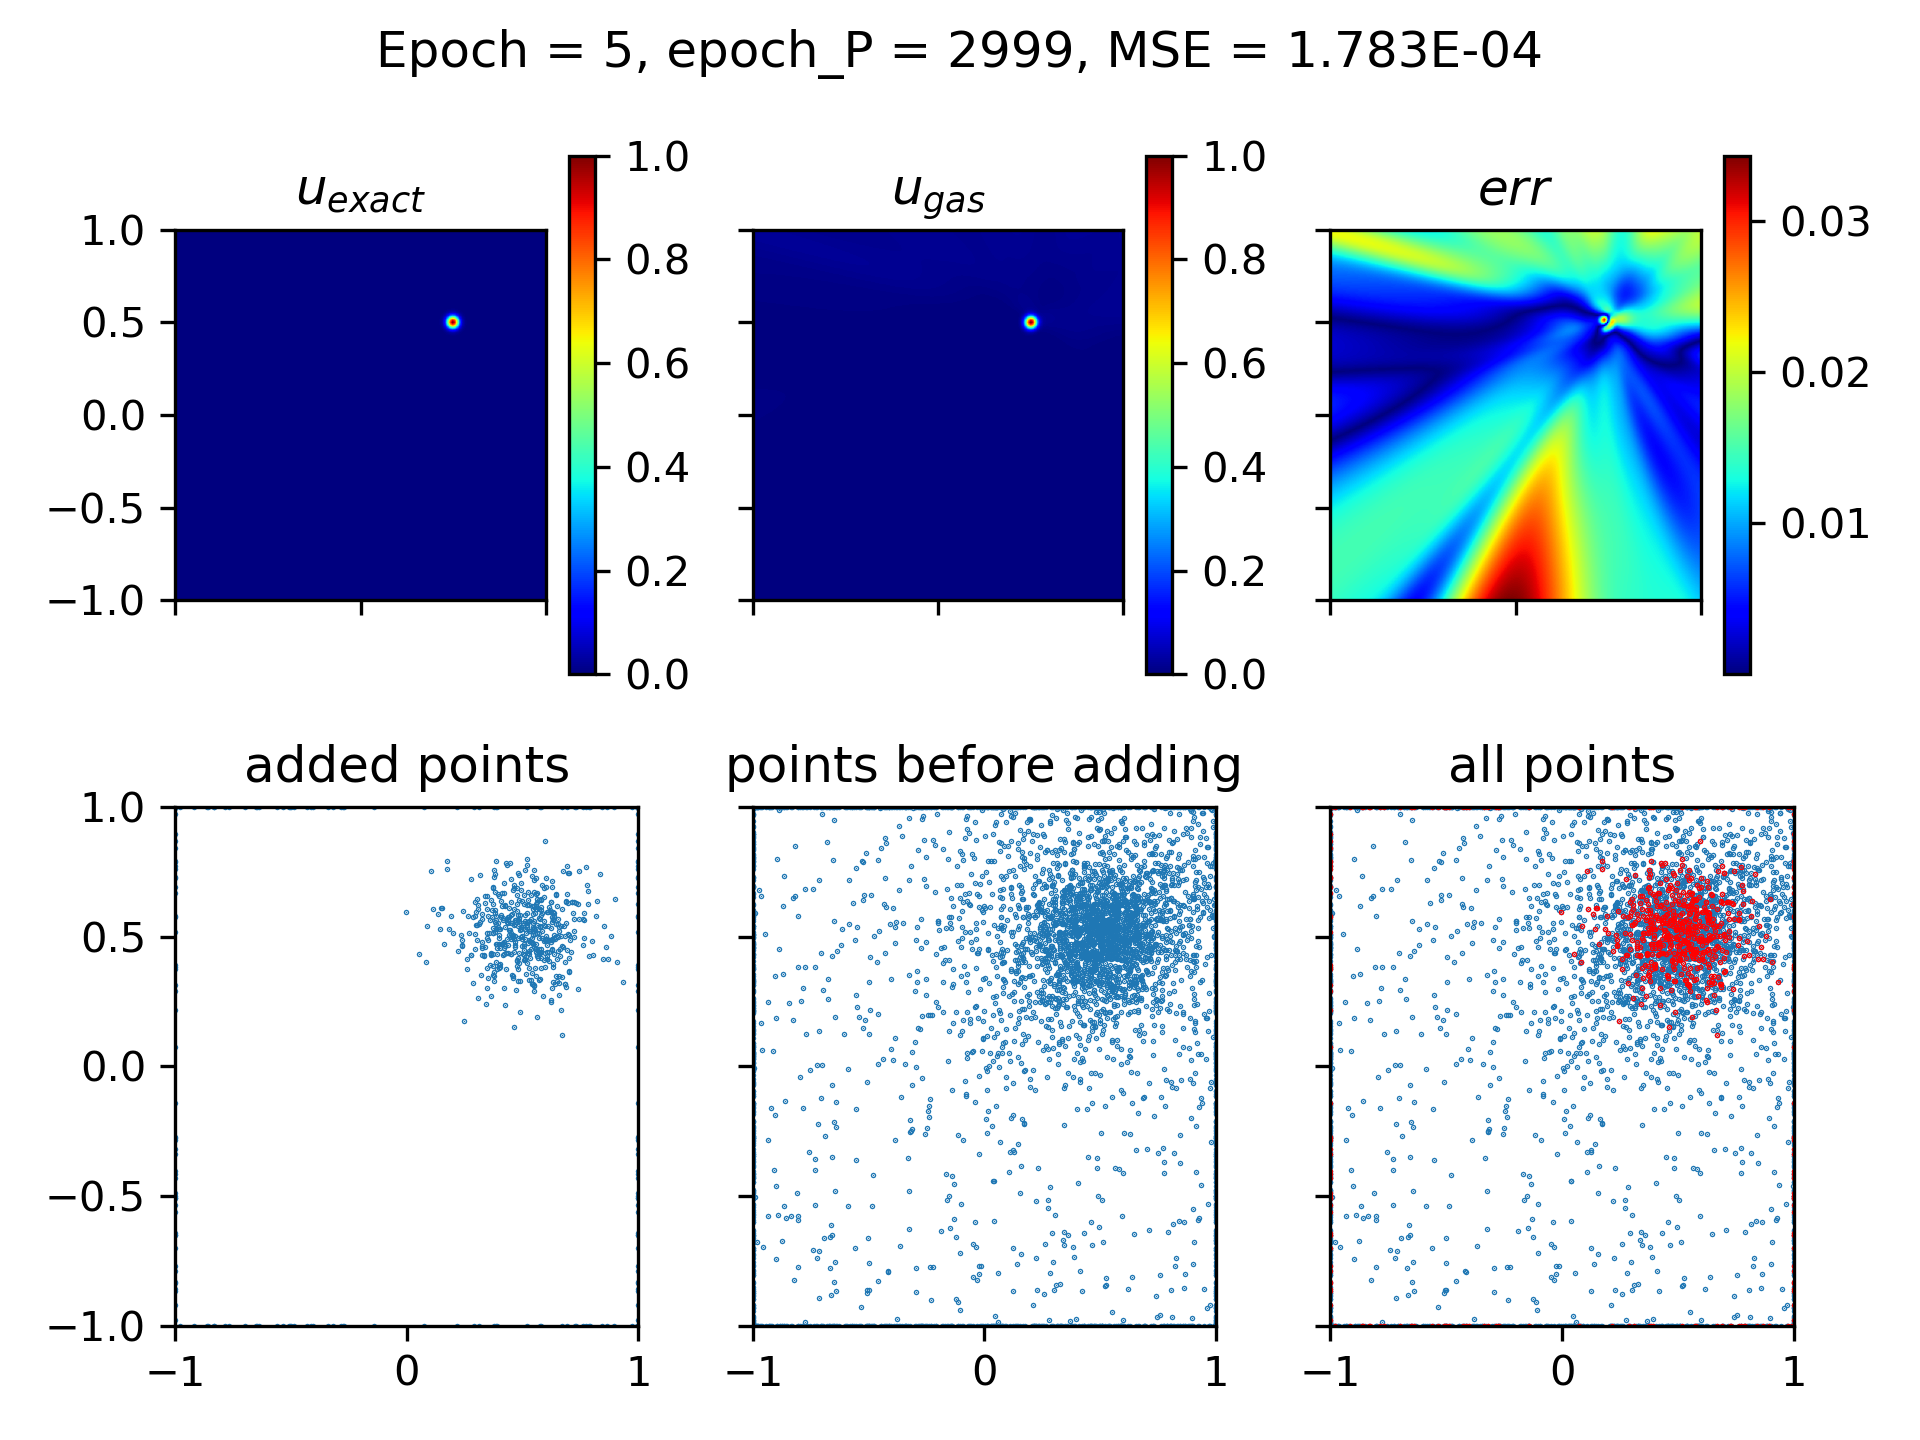 Epoch = 5, epoch_P = 2999, MSE = 1.783E-04
u_exact
u_gas
err
1.0
0.5
0.0
−0.5
−1.0
1.0
0.8
0.6
0.4
0.2
0.0
1.0
0.8
0.6
0.4
0.2
0.0
0.03
0.02
0.01
added points
points before adding
all points
1.0
0.5
0.0
−0.5
−1.0
−1 0 1
−1 0 1
−1 0 1